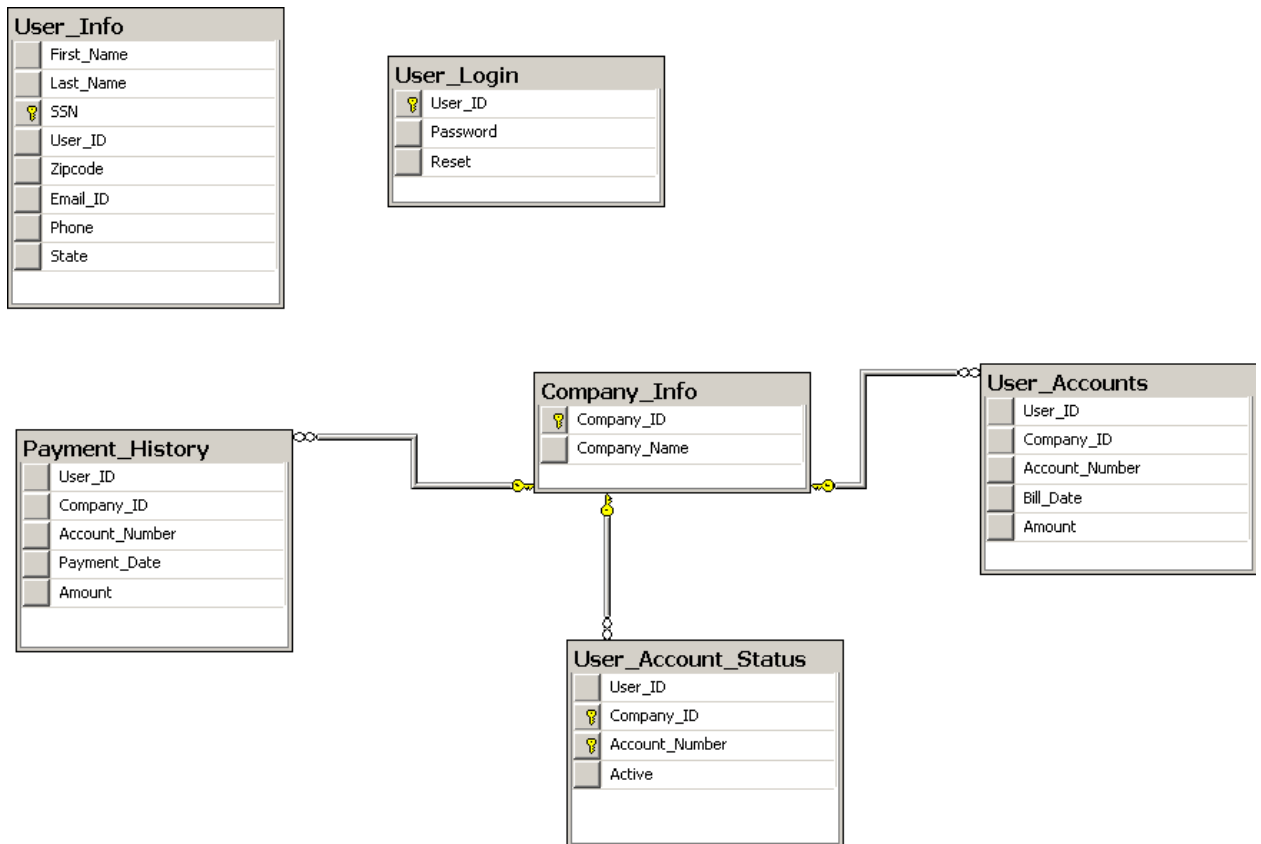 User_Info
First_Name
Last_Name
SSN
User_ID
Zipcode
Email_ID
Phone
State
User_Login
User_ID
Password
Reset
Company_Info
Company_ID
Company_Name
User_Accounts
User_ID
Company_ID
Account_Number
Bill_Date
Amount
Payment_History
User_ID
Company_ID
Account_Number
Payment_Date
Amount
User_Account_Status
User_ID
Company_ID
Account_Number
Active